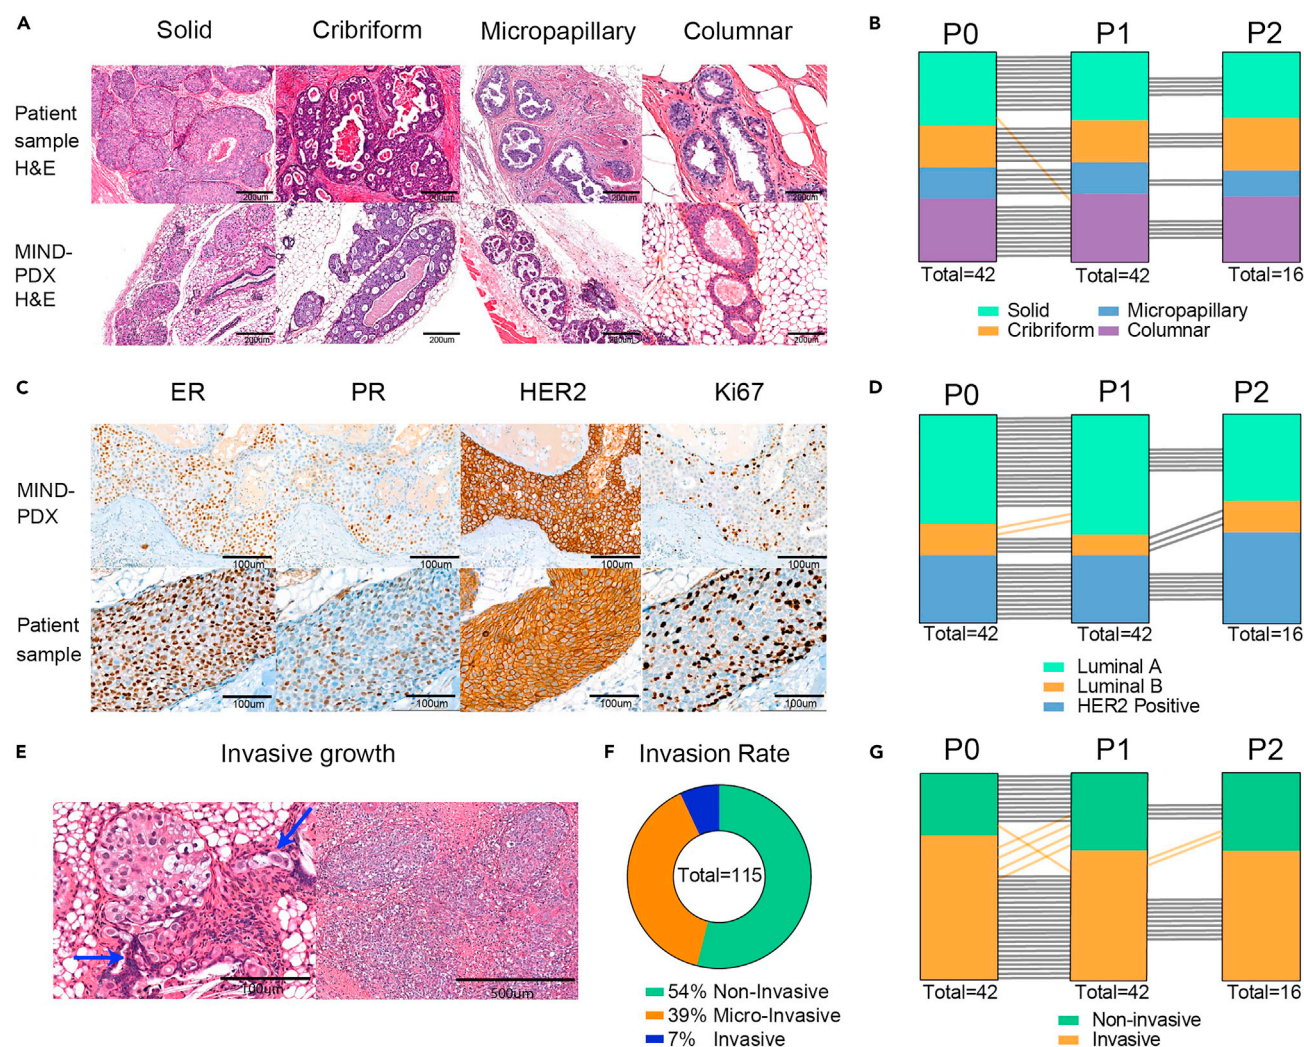 A
Solid
Cribriform
Micropapillary
Columnar
Patient
sample
H&E
200um
200um
200um
200um
MIND-
PDX
H&E
200um
200um
200um
200um
B
P0
P1
P2
Total=42
Total=42
Total=16
Solid
Micropapillary
Cribriform
Columnar
C
ER
PR
HER2
Ki67
MIND-
PDX
100um
100um
100um
100um
Patient
sample
100um
100um
100um
100um
D
P0
P1
P2
Total=42
Total=42
Total=16
Luminal A
Luminal B
HER2 Positive
E
Invasive growth
100um
500um
F
Invasion Rate
Total=115
54% Non-Invasive
39% Micro-Invasive
7% Invasive
G
P0
P1
P2
Total=42
Total=42
Total=16
Non-invasive
Invasive